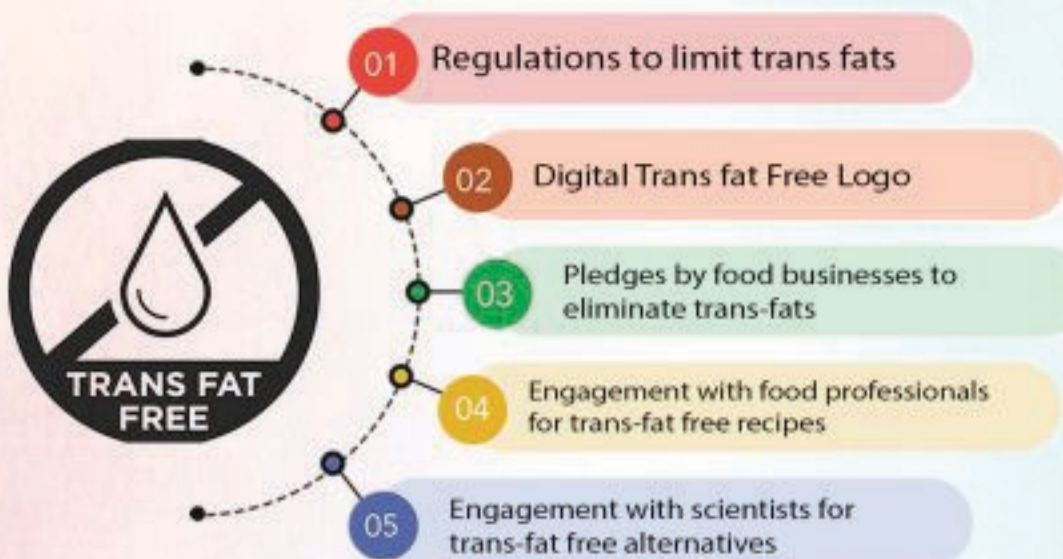 01 Regulations to limit trans fats
02 Digital Trans fat Free Logo
03 Pledges by food businesses to
eliminate trans-fats
TRANS FAT
FREE
04 Engagement with food professionals
for trans-fat free recipes
05 Engagement with scientists for
trans-fat free alternatives